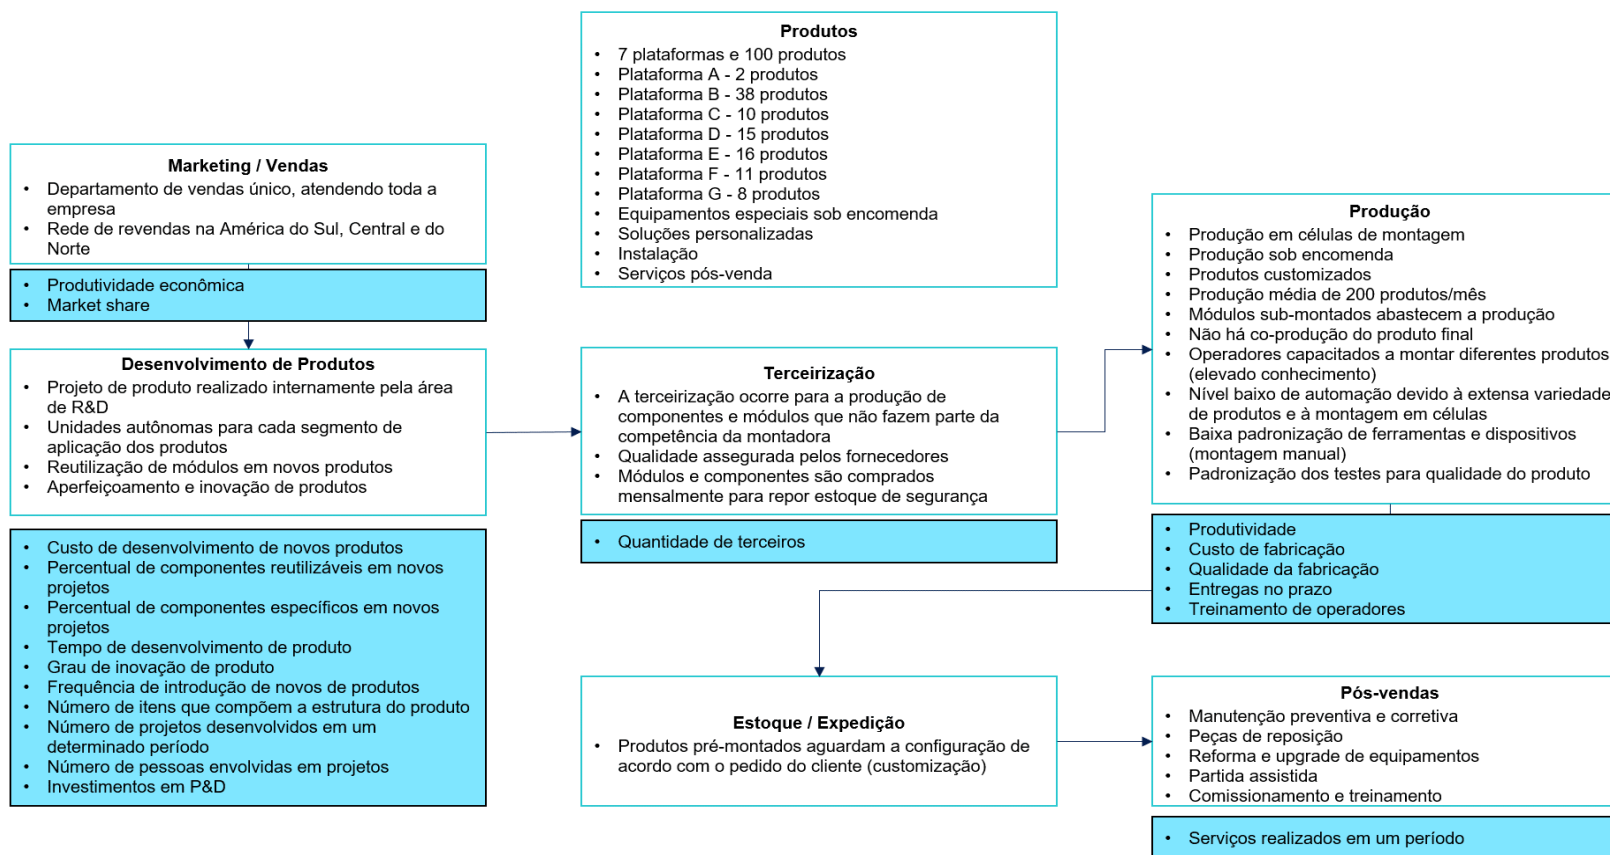 Produtos
• 7 plataformas e 100 produtos
• Plataforma A - 2 produtos
• Plataforma B - 38 produtos
• Plataforma C - 10 produtos
• Plataforma D - 15 produtos
• Plataforma E - 16 produtos
• Plataforma F - 11 produtos
• Plataforma G - 8 produtos
• Equipamentos especiais sob encomenda
• Soluções personalizadas
• Instalação
• Serviços pós-venda
Marketing / Vendas
• Departamento de vendas único, atendendo toda a
empresa
• Rede de revendas na América do Sul, Central e do
Norte
• Produtividade econômica
• Market share
Desenvolvimento de Produtos
• Projeto de produto realizado internamente pela área
de R&D
• Unidades autônomas para cada segmento de
aplicação dos produtos
• Reutilização de módulos em novos produtos
• Aperfeiçoamento e inovação de produtos
• Custo de desenvolvimento de novos produtos
• Percentual de componentes reutilizáveis em novos
projetos
• Percentual de componentes específicos em novos
projetos
• Tempo de desenvolvimento de produto
• Grau de inovação de produto
• Frequência de introdução de novos de produtos
• Número de itens que compõem a estrutura do produto
• Número de projetos desenvolvidos em um
determinado período
• Número de pessoas envolvidas em projetos
• Investimentos em P&D
Terceirização
• A terceirização ocorre para a produção de
componentes e módulos que não fazem parte da
competência da montadora
• Qualidade assegurada pelos fornecedores
• Módulos e componentes são comprados
mensalmente para repor estoque de segurança
• Quantidade de terceiros
Produção
• Produção em células de montagem
• Produção sob encomenda
• Produtos customizados
• Produção média de 200 produtos/mês
• Módulos sub-montados abastecem a produção
• Não há co-produção do produto final
• Operadores capacitados a montar diferentes produtos
(elevado conhecimento)
• Nível baixo de automação devido à extensa variedade
de produtos e à montagem em células
• Baixa padronização de ferramentas e dispositivos
(montagem manual)
• Padronização dos testes para qualidade do produto
• Produtividade
• Custo de fabricação
• Qualidade da fabricação
• Entregas no prazo
• Treinamento de operadores
Estoque / Expedição
• Produtos pré-montados aguardam a configuração de
acordo com o pedido do cliente (customização)
Pós-vendas
• Manutenção preventiva e corretiva
• Peças de reposição
• Reforma e upgrade de equipamentos
• Partida assistida
• Comissionamento e treinamento
• Serviços realizados em um período